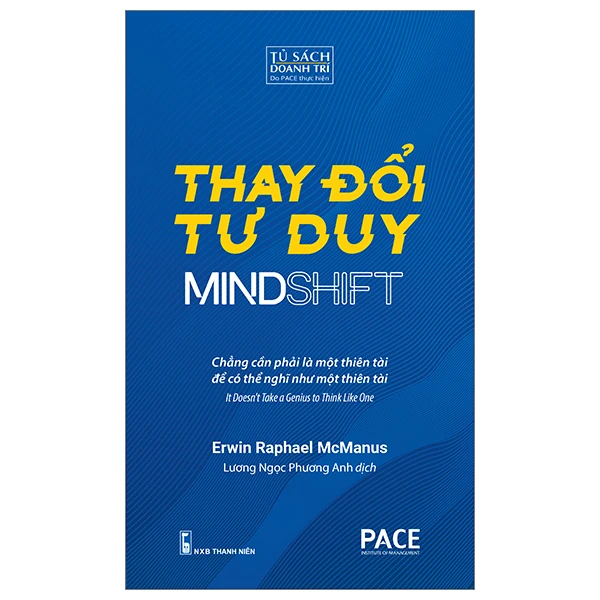 TỦ SÁCH
DOANH TRÍ
Do PACE thực hiện
THAY ĐỔI
TƯ DUY
MINDSHIFT
Chẳng cần phải là một thiên tài
để có thể nghĩ như một thiên tài
It Doesn't Take a Genius to Think Like One
Erwin Raphael McManus
Lương Ngọc Phương Anh dịch
NXB THANH NIÊN
PACE
INSTITUTE OF MANAGEMENT